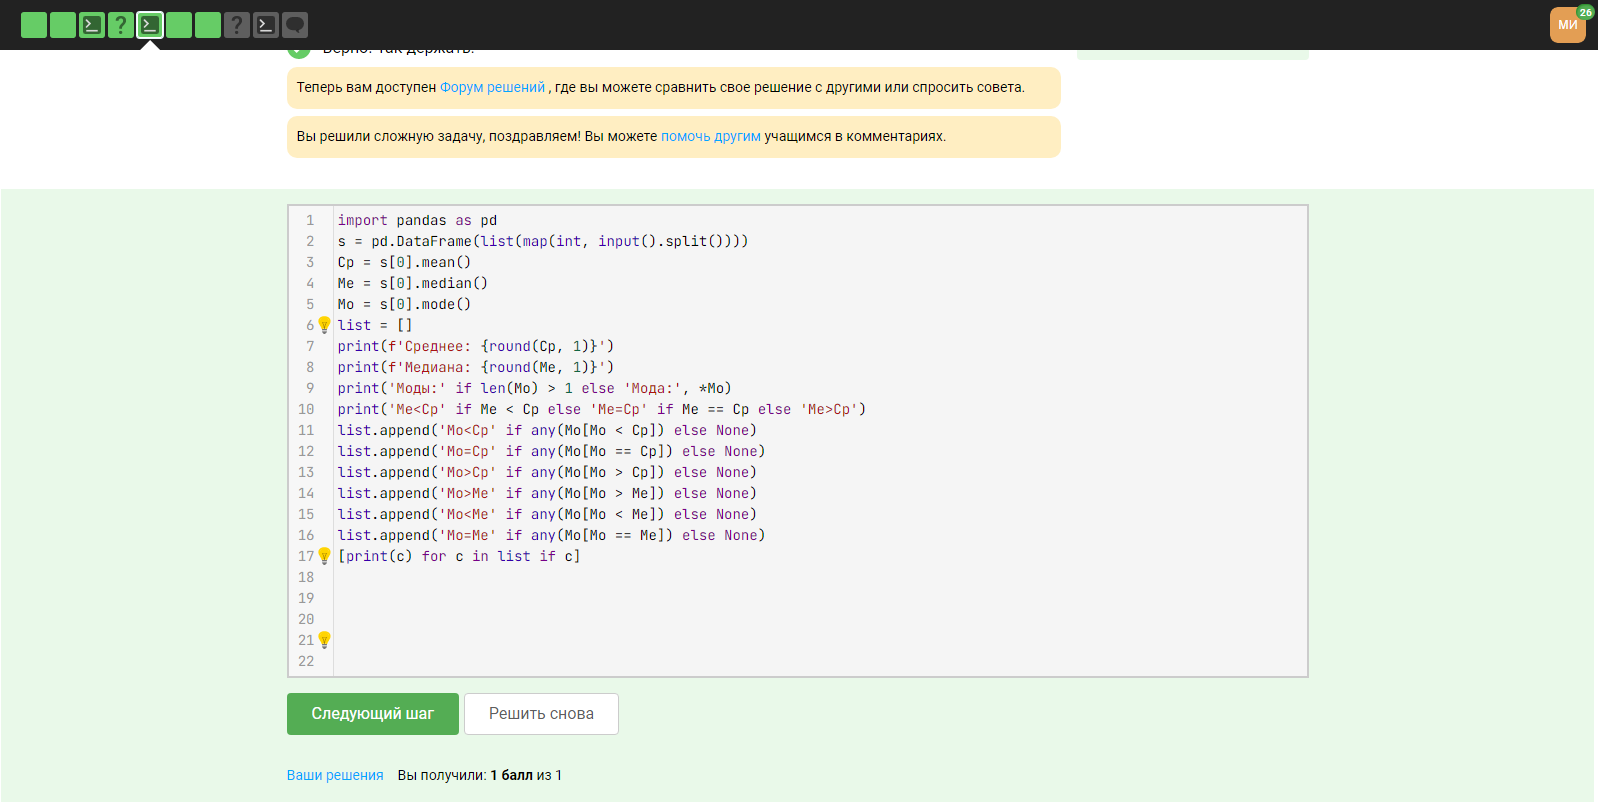 МИ
26
Верно. Так держать.
Теперь вам доступен Форум решений , где вы можете сравнить свое решение с другими или спросить совета.
Вы решили сложную задачу, поздравляем! Вы можете помочь другим учащимся в комментариях.
1 import pandas as pd
2 s = pd.DataFrame(list(map(int, input().split())))
3 Cp = s[0].mean()
4 Me = s[0].median()
5 Mo = s[0].mode()
6 list = []
7 print(f'Среднее: {round(Cp, 1)}')
8 print(f'Медиана: {round(Me, 1)}')
9 print('Моды:' if len(Mo) > 1 else 'Мода:', *Mo)
10 print('Me<Cp' if Me < Cp else 'Me=Cp' if Me == Cp else 'Me>Cp')
11 list.append('Mo<Cp' if any(Mo[Mo < Cp]) else None)
12 list.append('Mo=Cp' if any(Mo[Mo == Cp]) else None)
13 list.append('Mo>Cp' if any(Mo[Mo > Cp]) else None)
14 list.append('Mo>Me' if any(Mo[Mo > Me]) else None)
15 list.append('Mo<Me' if any(Mo[Mo < Me]) else None)
16 list.append('Mo=Me' if any(Mo[Mo == Me]) else None)
17 [print(c) for c in list if c]
18
19
20
21
22
Следующий шаг
Решить снова
Ваши решения Вы получили: 1 балл из 1